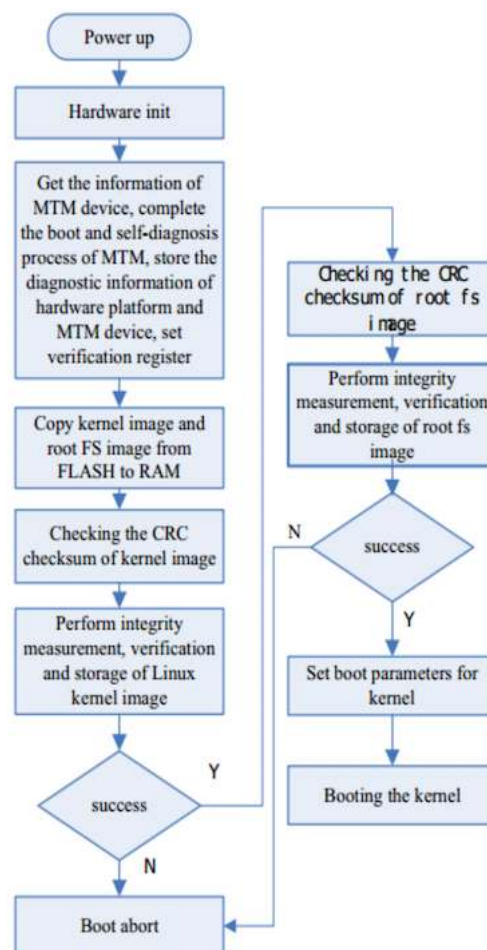 Power up
Hardware init
Get the information of
MTM device, complete
the boot and self-diagnosis
process of MTM, store the
diagnostic information of
hardware platform and
MTM device, set
verification register
Copy kernel image and
root FS image from
FLASH to RAM
Checking the CRC
checksum of kernel image
Perform integrity
measurement, verification
and storage of Linux
kernel image
success
Y
N
Boot abort
Checking the CRC
checksum of root fs
image
Perform integrity
measurement, verification
and storage of root fs
image
N
success
Y
Set boot parameters for
kernel
Booting the kernel